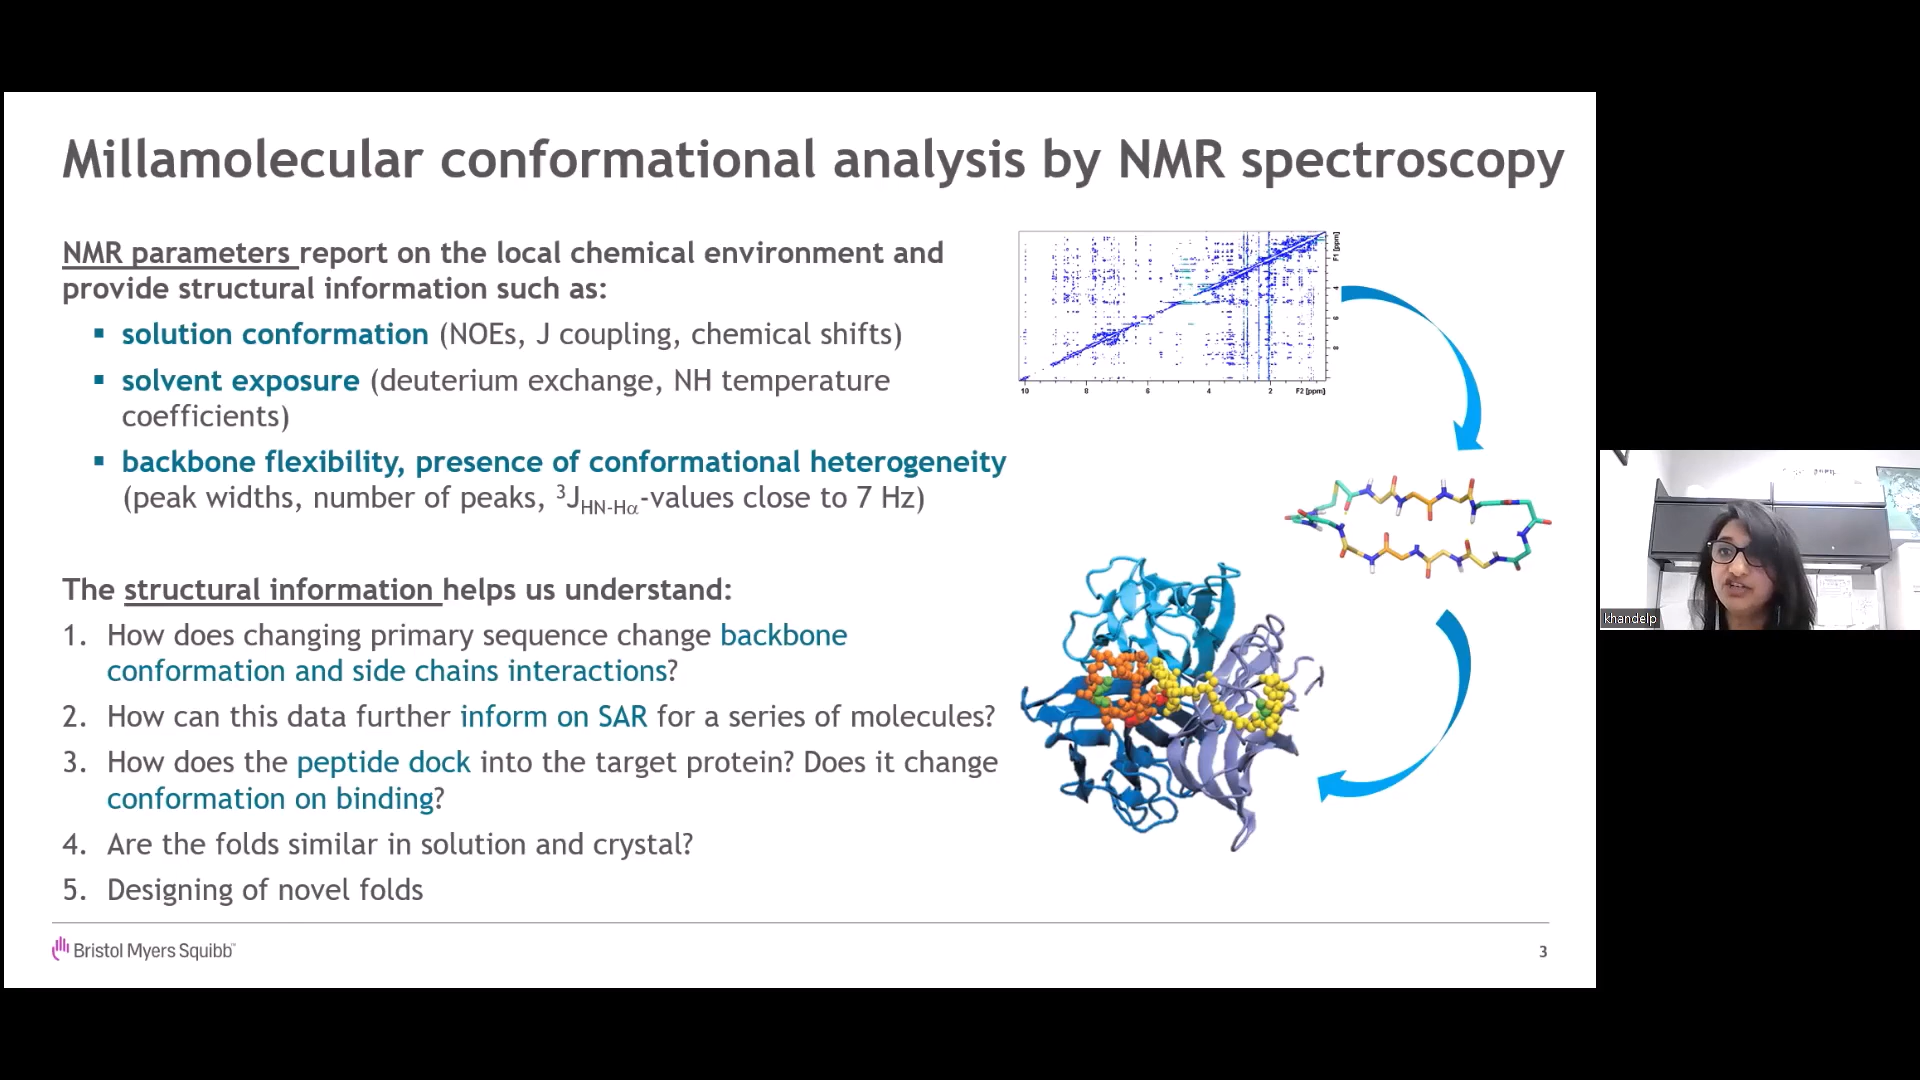 Millamolecular conformational analysis by NMR spectroscopy
NMR parameters report on the local chemical environment and
provide structural information such as:
▪ solution conformation (NOEs, J coupling, chemical shifts)
▪ solvent exposure (deuterium exchange, NH temperature
coefficients)
▪ backbone flexibility, presence of conformational heterogeneity
(peak widths, number of peaks, ³J_HN-Hα-values close to 7 Hz)
The structural information helps us understand:
1. How does changing primary sequence change backbone
conformation and side chains interactions?
2. How can this data further inform on SAR for a series of molecules?
3. How does the peptide dock into the target protein? Does it change
conformation on binding?
4. Are the folds similar in solution and crystal?
5. Designing of novel folds
F1 [ppm]
4
6
8
10 8 6 4 2 F2 [ppm]
Bristol Myers Squibb™
3
khandelp